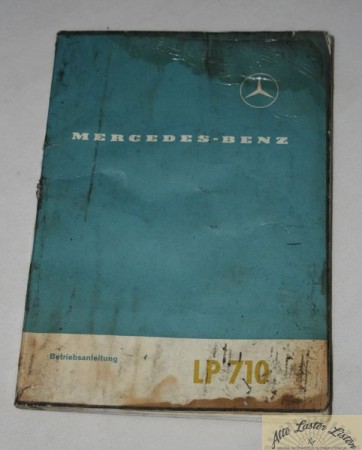 MERCEDES-BENZ
Betriebsanleitung
LP 710
Alte Laster Listen